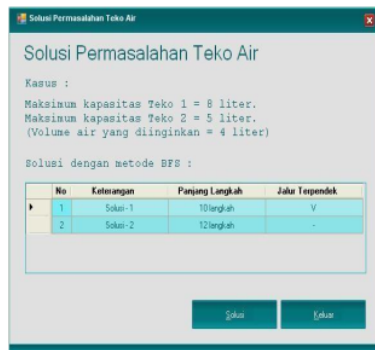 Solusi Permasalahan Teko Air
Solusi Permasalahan Teko Air
Kasus :
Maksimum kapasitas Teko 1 = 8 liter.
Maksimum kapasitas Teko 2 = 5 liter.
(Volume air yang diinginkan = 4 liter)
Solusi dengan metode BFS :
No Keterangan Panjang Langkah Jalur Terpendek
1 Solusi - 1 10 langkah V
2 Solusi - 2 12 langkah -
Solusi Keluar